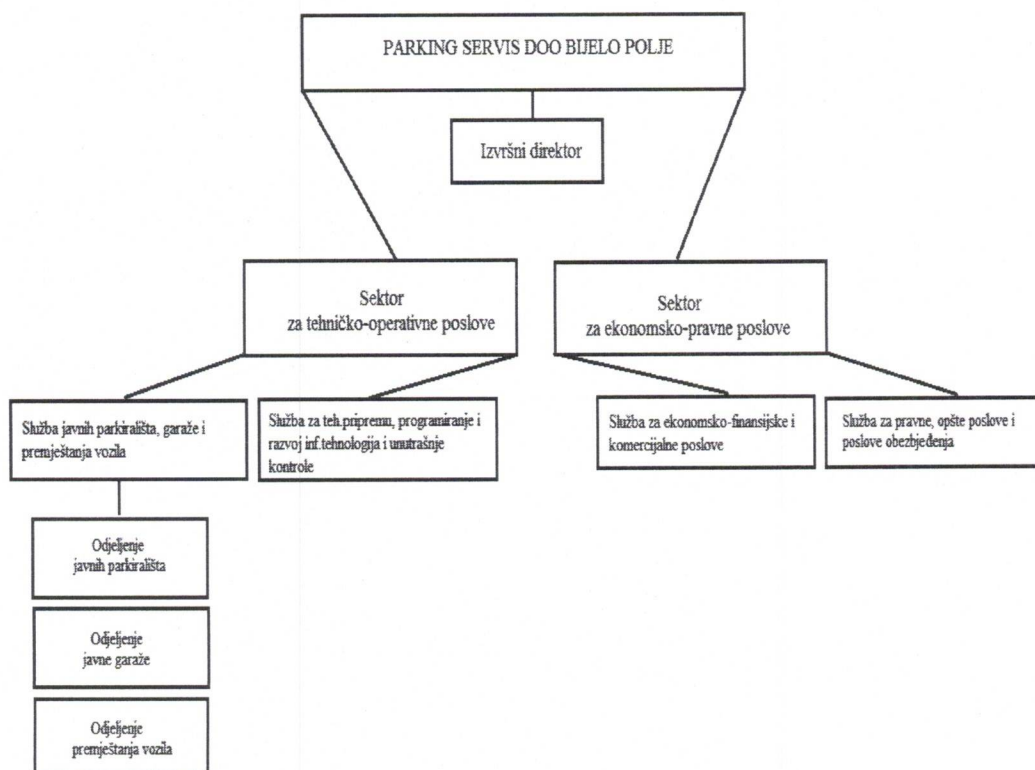 PARKING SERVIS DOO BIJELO POLJE
Izvršni direktor
Sektor
za tehničko-operativne poslove
Sektor
za ekonomsko-pravne poslove
Služba javnih parkirališta, garaže i
premještanja vozila
Služba za teh.pripremu, programiranje i
razvoj inf.tehnologija i unutrašnje
kontrole
Služba za ekonomsko-finansijske i
komercijalne poslove
Služba za pravne, opšte poslove i
poslove obezbjeđenja
Odjeljenje
javnih parkirališta
Odjeljenje
javne garaže
Odjeljenje
premještanja vozila